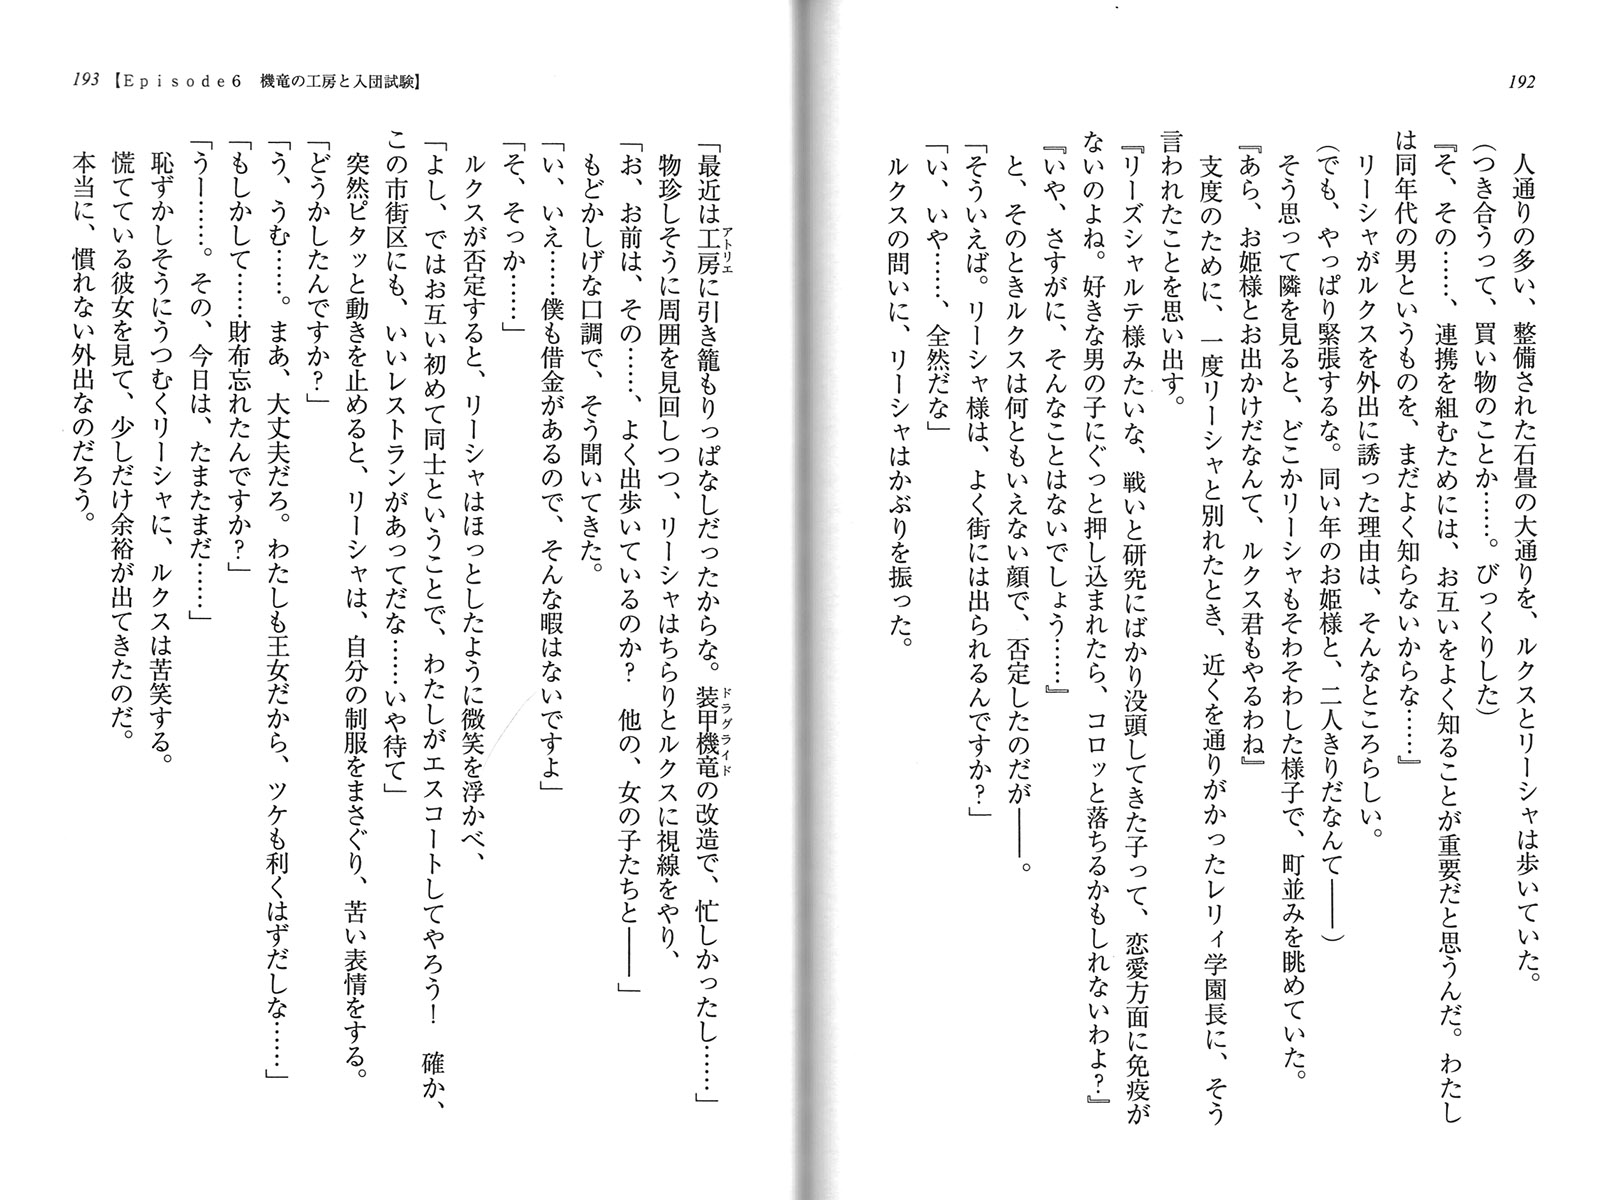 192
　人通りの多い、整備された石畳の大通りを、ルクスとリーシャは歩いていた。
（つき合うって、買い物のことか……。びっくりした）
『そ、その……、連携を組むためには、お互いをよく知ることが重要だと思うんだ。わたし
は同年代の男というものを、まだよく知らないからな……』
　リーシャがルクスを外出に誘った理由は、そんなところらしい。
（でも、やっぱり緊張するな。同い年のお姫様と、二人きりだなんて――）
　そう思って隣を見ると、どこかリーシャもそわそわした様子で、町並みを眺めていた。
『あら、お姫様とお出かけだなんて、ルクス君もやるわね』
　支度のために、一度リーシャと別れたとき、近くを通りがかったレリィ学園長に、そう
言われたことを思い出す。
『リーズシャルテ様みたいな、戦いと研究にばかり没頭してきた子って、恋愛方面に免疫が
ないのよね。好きな男の子にぐっと押し込まれたら、コロッと落ちるかもしれないわよ？』
『いや、さすがに、そんなことはないでしょう……』
　と、そのときルクスは何ともいえない顔で、否定したのだが――。
「そういえば。リーシャ様は、よく街には出られるんですか？」
「い、いや……、全然だな」
　ルクスの問いに、リーシャはかぶりを振った。
193【Episode6　機竜の工房と入団試験】
「最近は工房アトリエに引き籠もりっぱなしだったからな。装甲機竜ドラグライドの改造で、忙しかったし……」
　物珍しそうに周囲を見回しつつ、リーシャはちらりとルクスに視線をやり、
「お、お前は、その……、よく出歩いているのか？　他の、女の子たちと――」
　もどかしげな口調で、そう聞いてきた。
「い、いえ……僕も借金があるので、そんな暇はないですよ」
「そ、そっか……」
　ルクスが否定すると、リーシャはほっとしたように微笑を浮かべ、
「よし、ではお互い初めて同士ということで、わたしがエスコートしてやろう！　確か、
この市街区にも、いいレストランがあってだな……いや待て」
　突然ピタッと動きを止めると、リーシャは、自分の制服をまさぐり、苦い表情をする。
「どうかしたんですか？」
「う、うむ……。まあ、大丈夫だろ。わたしも王女だから、ツケも利くはずだしな……」
「もしかして……財布忘れたんですか？」
「うー……。その、今日は、たまたまだ……」
　恥ずかしそうにうつむくリーシャに、ルクスは苦笑する。
　慌てている彼女を見て、少しだけ余裕が出てきたのだ。
　本当に、慣れない外出なのだろう。